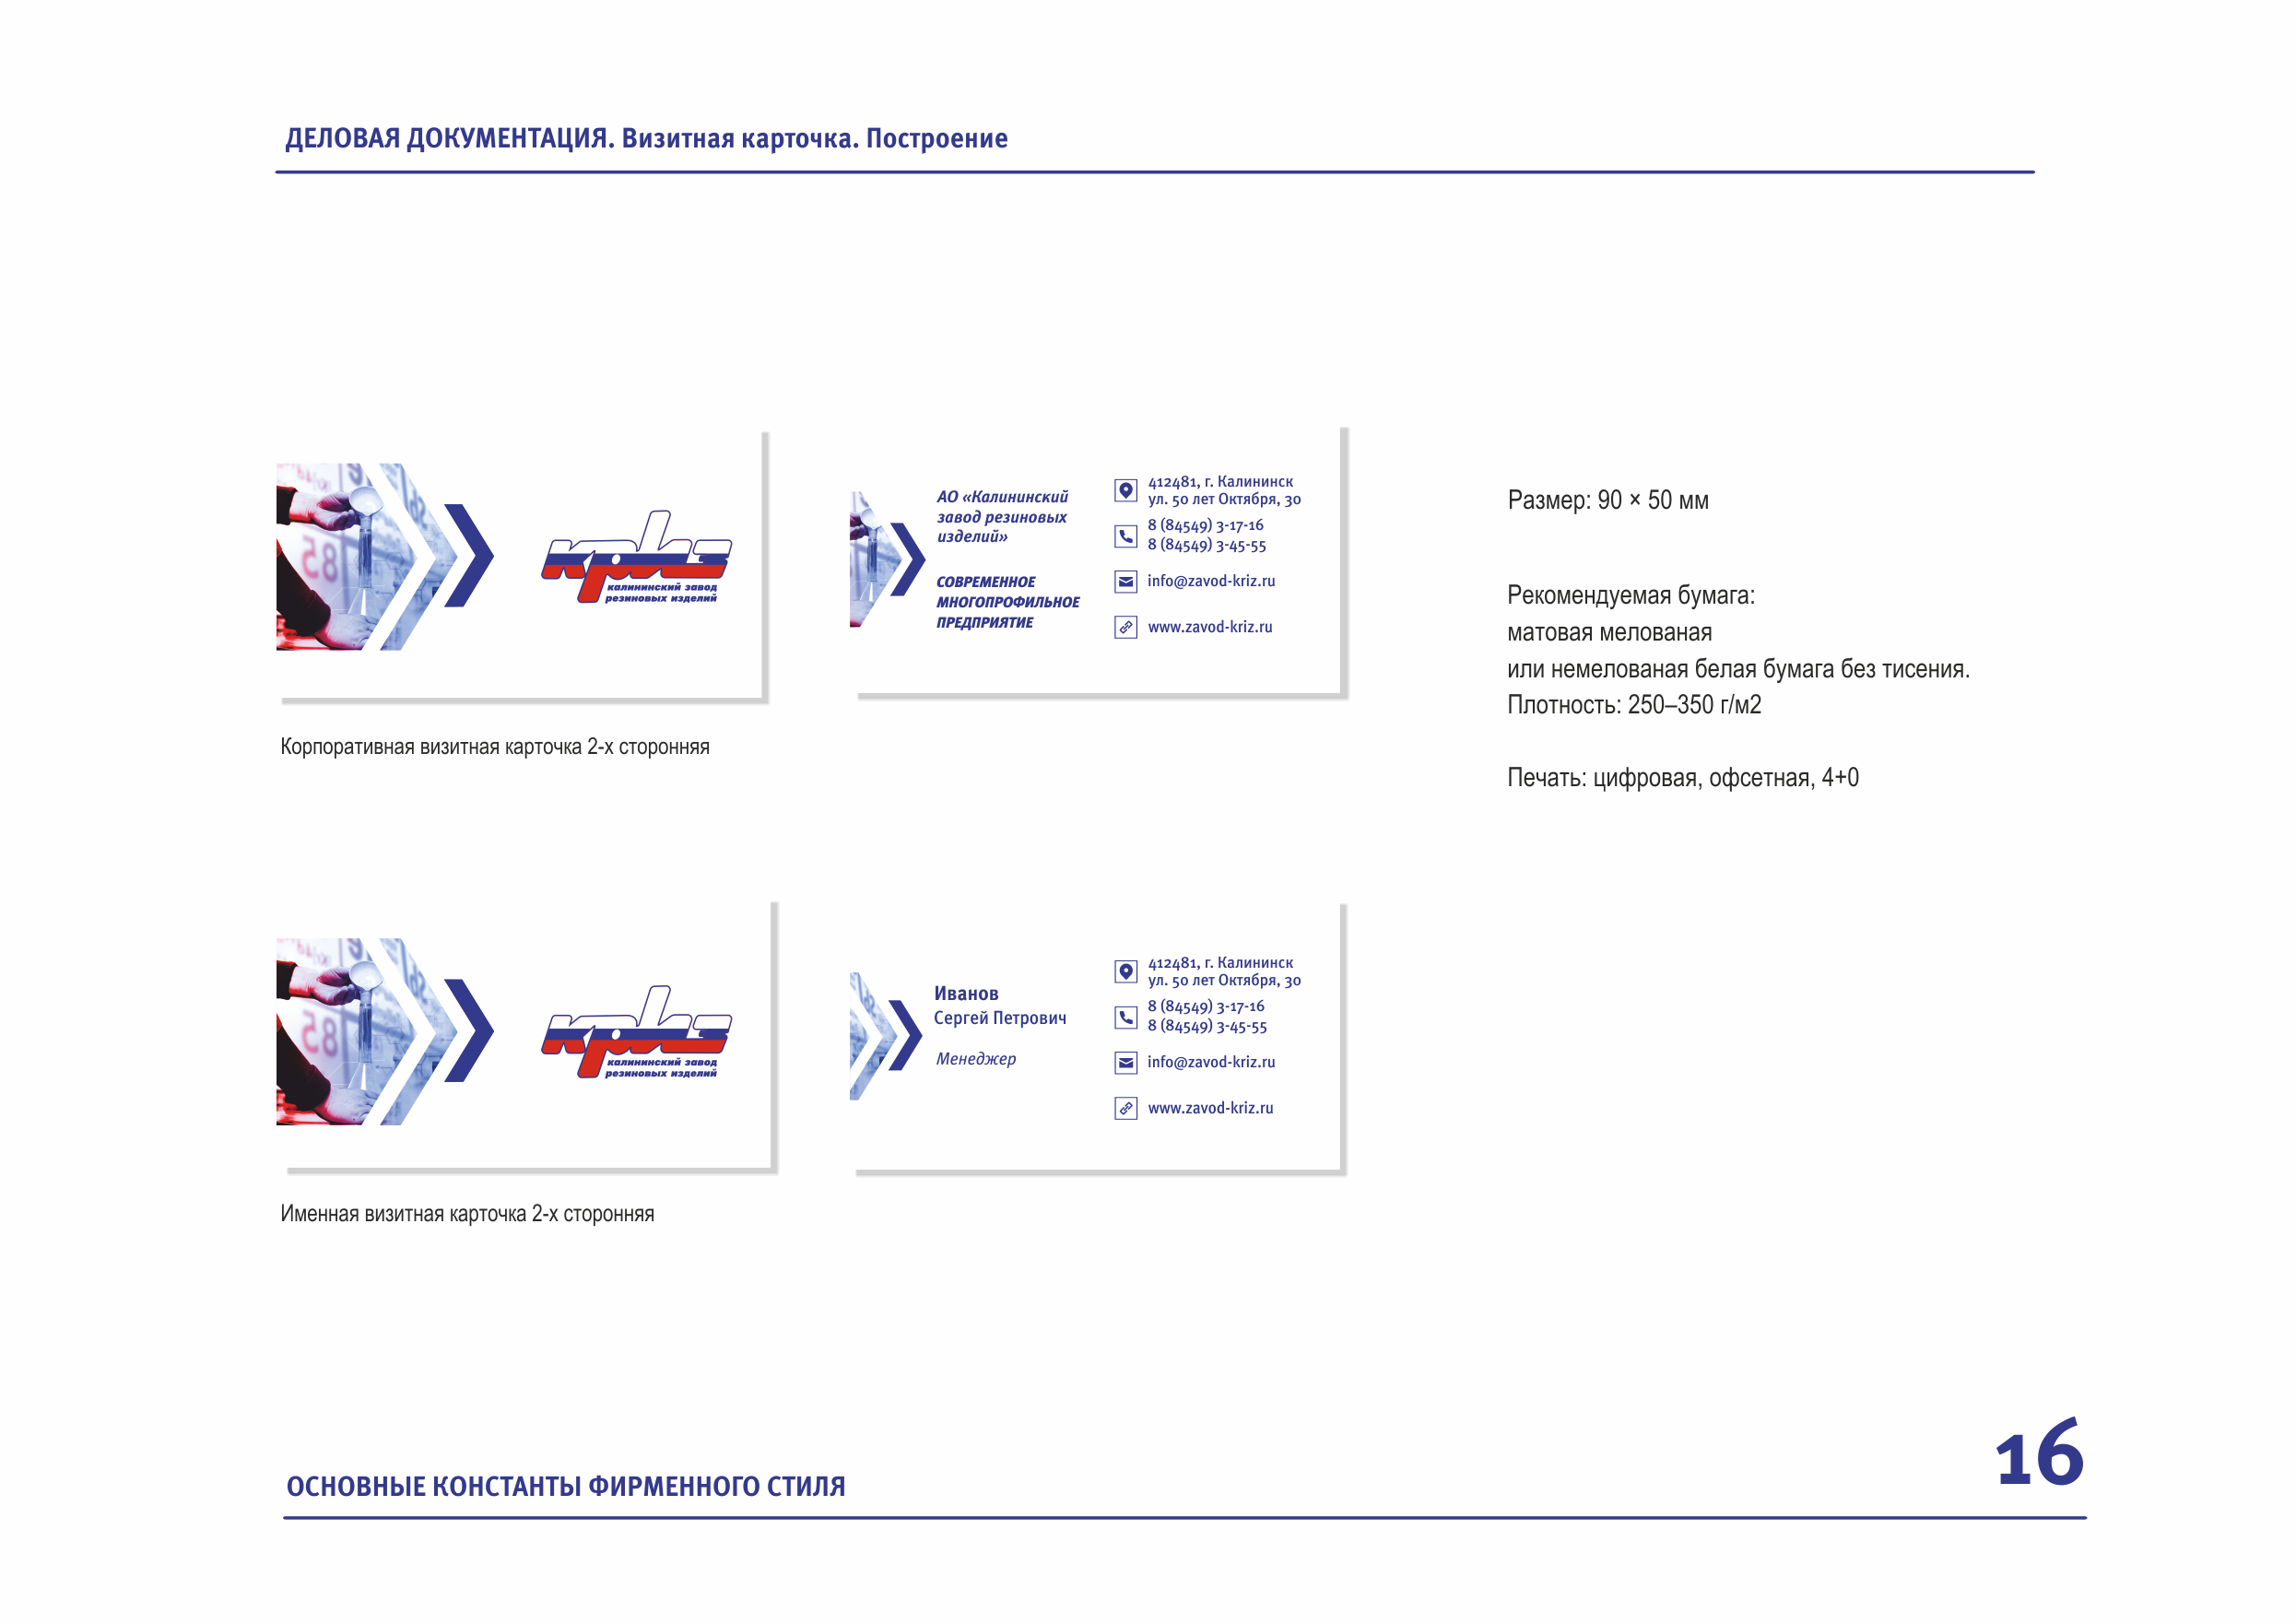 ДЕЛОВАЯ ДОКУМЕНТАЦИЯ. Визитная карточка. Построение
криз
калининский завод
резиновых изделий
АО «Калининский
завод резиновых
изделий»
СОВРЕМЕННОЕ
МНОГОПРОФИЛЬНОЕ
ПРЕДПРИЯТИЕ
412481, г. Калининск
ул. 50 лет Октября, 30
8 (84549) 3-17-16
8 (84549) 3-45-55
info@zavod-kriz.ru
www.zavod-kriz.ru
Корпоративная визитная карточка 2-х сторонняя
Размер: 90 × 50 мм
Рекомендуемая бумага:
матовая мелованая
или немелованая белая бумага без тисения.
Плотность: 250–350 г/м2
Печать: цифровая, офсетная, 4+0
криз
калининский завод
резиновых изделий
Иванов
Сергей Петрович
Менеджер
412481, г. Калининск
ул. 50 лет Октября, 30
8 (84549) 3-17-16
8 (84549) 3-45-55
info@zavod-kriz.ru
www.zavod-kriz.ru
Именная визитная карточка 2-х сторонняя
ОСНОВНЫЕ КОНСТАНТЫ ФИРМЕННОГО СТИЛЯ
16